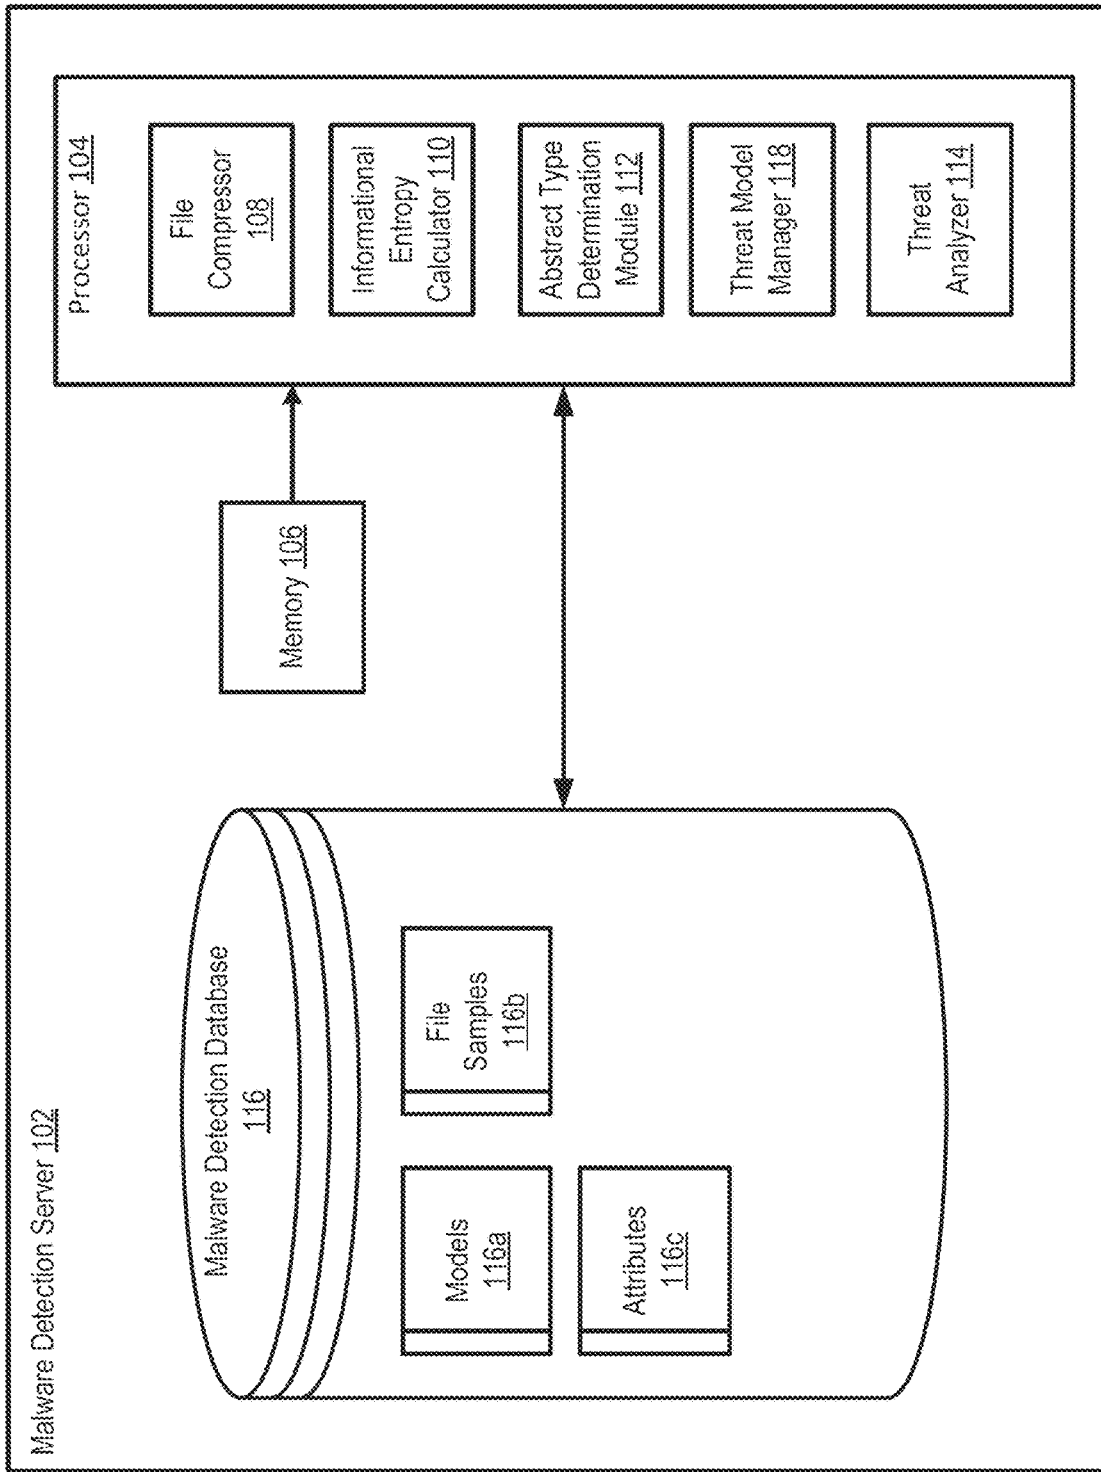 Malware Detection Server 102
Malware Detection Database
116
Models
116a
File
Samples
116b
Attributes
116c
Memory 106
Processor 104
File
Compressor
108
Informational
Entropy
Calculator 110
Abstract Type
Determination
Module 112
Threat Model
Manager 118
Threat
Analyzer 114